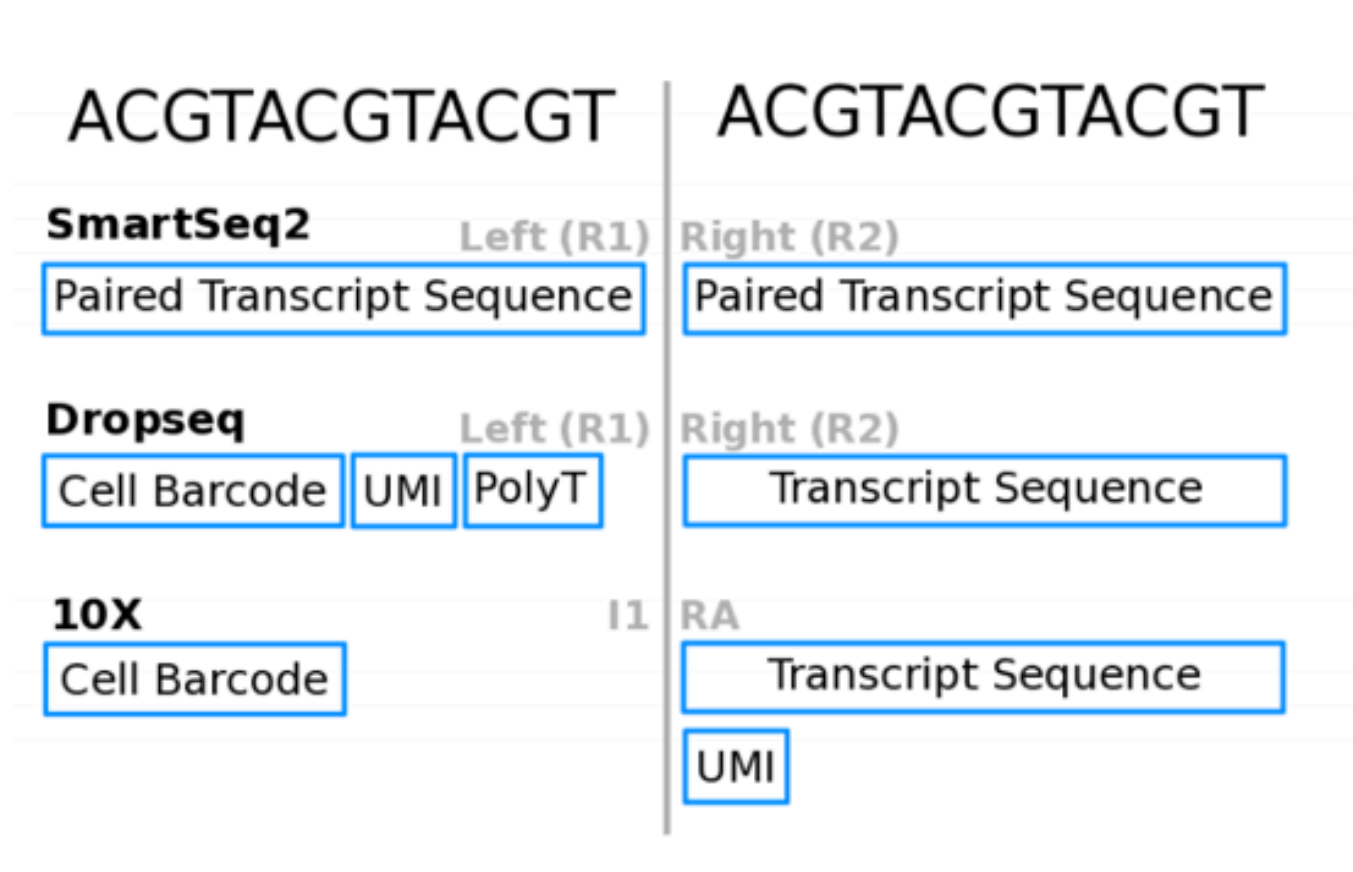 ACGTACGTACGT ACGTACGTACGT
SmartSeq2 Left (R1) Right (R2)
Paired Transcript Sequence Paired Transcript Sequence
Dropseq Left (R1) Right (R2)
Cell Barcode UMI PolyT Transcript Sequence
10X I1 RA
Cell Barcode Transcript Sequence
UMI